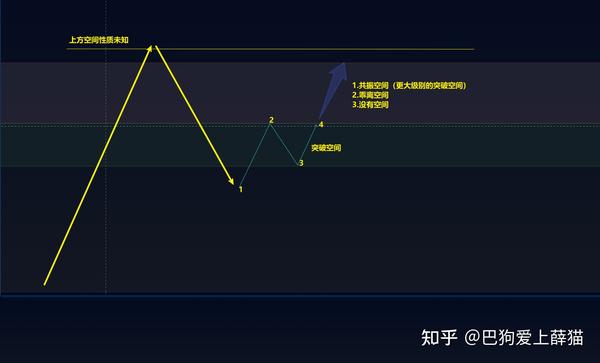 上方空间性质未知
1.共振空间（更大级别的突破空间）
2.乖离空间
3.没有空间
2
4
突破空间
3
1
知乎 @巴狗爱上薛猫